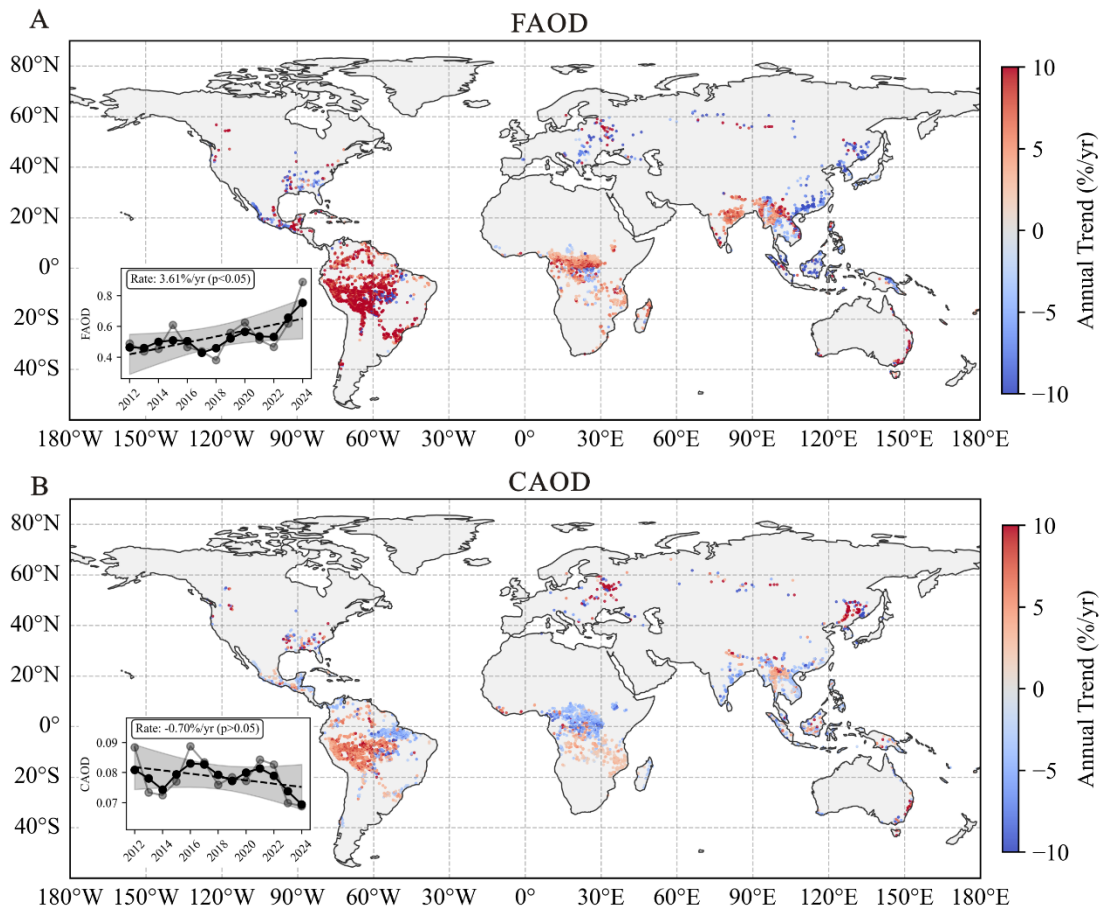 A
FAOD
80°N
60°N
40°N
20°N
0°
20°S
40°S
Rate: 3.61%/yr (p<0.05)
FAOD
0.8
0.6
0.4
2012
2014
2016
2018
2020
2022
2024
180°W 150°W 120°W 90°W 60°W 30°W 0° 30°E 60°E 90°E 120°E 150°E 180°E
10
5
0
−5
−10
Annual Trend (%/yr)
B
CAOD
80°N
60°N
40°N
20°N
0°
20°S
40°S
Rate: -0.70%/yr (p>0.05)
CAOD
0.09
0.08
0.07
2012
2014
2016
2018
2020
2022
2024
180°W 150°W 120°W 90°W 60°W 30°W 0° 30°E 60°E 90°E 120°E 150°E 180°E
10
5
0
−5
−10
Annual Trend (%/yr)